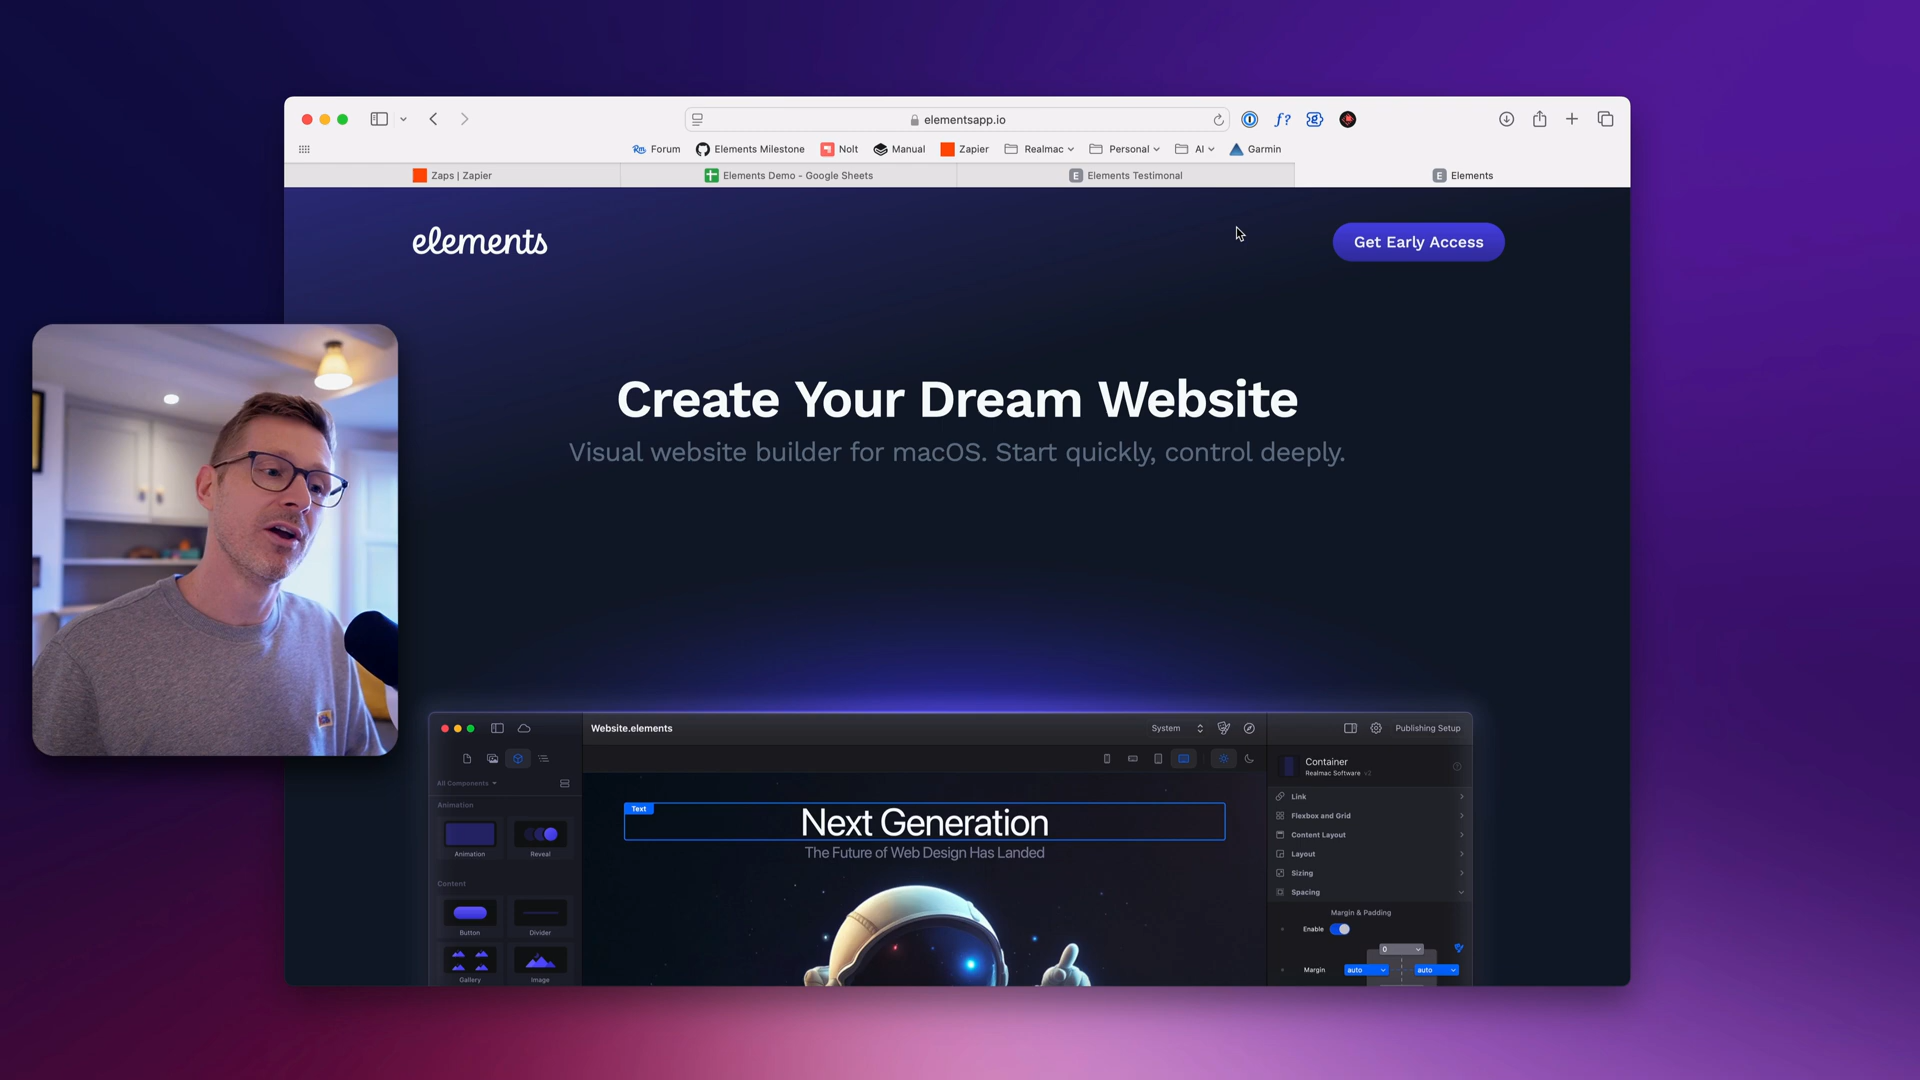 elementsapp.io
Forum
Elements Milestone
Nolt
Manual
Zapier
Realmac
Personal
AI
Garmin
Zaps | Zapier
Elements Demo - Google Sheets
E Elements Testimonal
E Elements
elements
Get Early Access
Create Your Dream Website
Visual website builder for macOS. Start quickly, control deeply.
Website.elements
System
Publishing Setup
All Components
Animation
Animation
Reveal
Content
Button
Divider
Gallery
Image
Text
Next Generation
The Future of Web Design Has Landed
Container
Realmac Software v2
Link
Flexbox and Grid
Content Layout
Layout
Sizing
Spacing
Margin & Padding
Enable
0
Margin
auto
auto